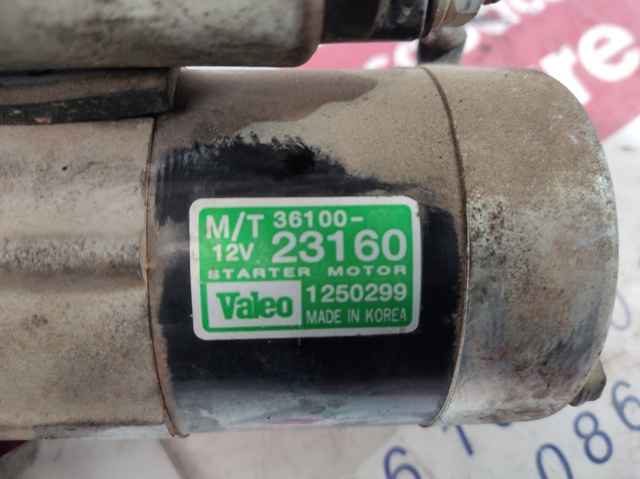 M/T 36100-
12V 23160
STARTER MOTOR
Valeo 1250299
MADE IN KOREA